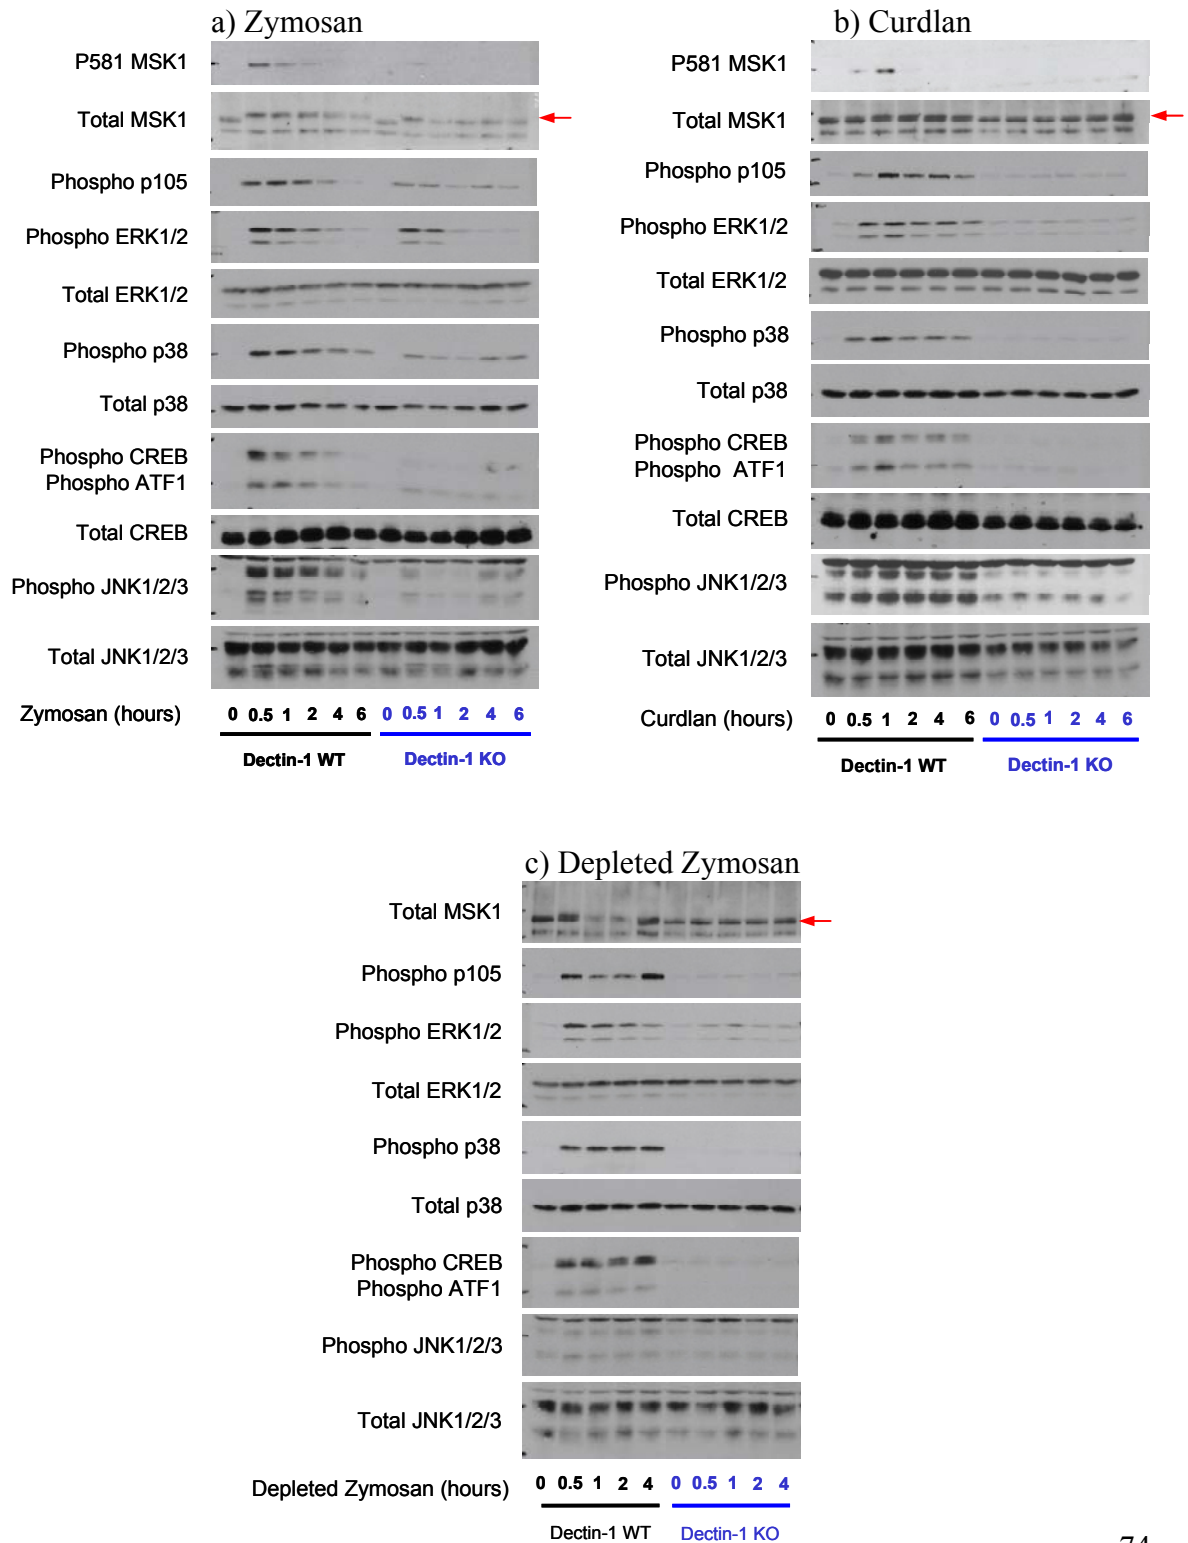 a) Zymosan
P581 MSK1
Total MSK1
Phospho p105
Phospho ERK1/2
Total ERK1/2
Phospho p38
Total p38
Phospho CREB
Phospho ATF1
Total CREB
Phospho JNK1/2/3
Total JNK1/2/3
Zymosan (hours) 0 0.5 1 2 4 6 0 0.5 1 2 4 6
Dectin-1 WT Dectin-1 KO
b) Curdlan
P581 MSK1
Total MSK1
Phospho p105
Phospho ERK1/2
Total ERK1/2
Phospho p38
Total p38
Phospho CREB
Phospho ATF1
Total CREB
Phospho JNK1/2/3
Total JNK1/2/3
Curdlan (hours) 0 0.5 1 2 4 6 0 0.5 1 2 4 6
Dectin-1 WT Dectin-1 KO
c) Depleted Zymosan
Total MSK1
Phospho p105
Phospho ERK1/2
Total ERK1/2
Phospho p38
Total p38
Phospho CREB
Phospho ATF1
Phospho JNK1/2/3
Total JNK1/2/3
Depleted Zymosan (hours) 0 0.5 1 2 4 0 0.5 1 2 4
Dectin-1 WT Dectin-1 KO